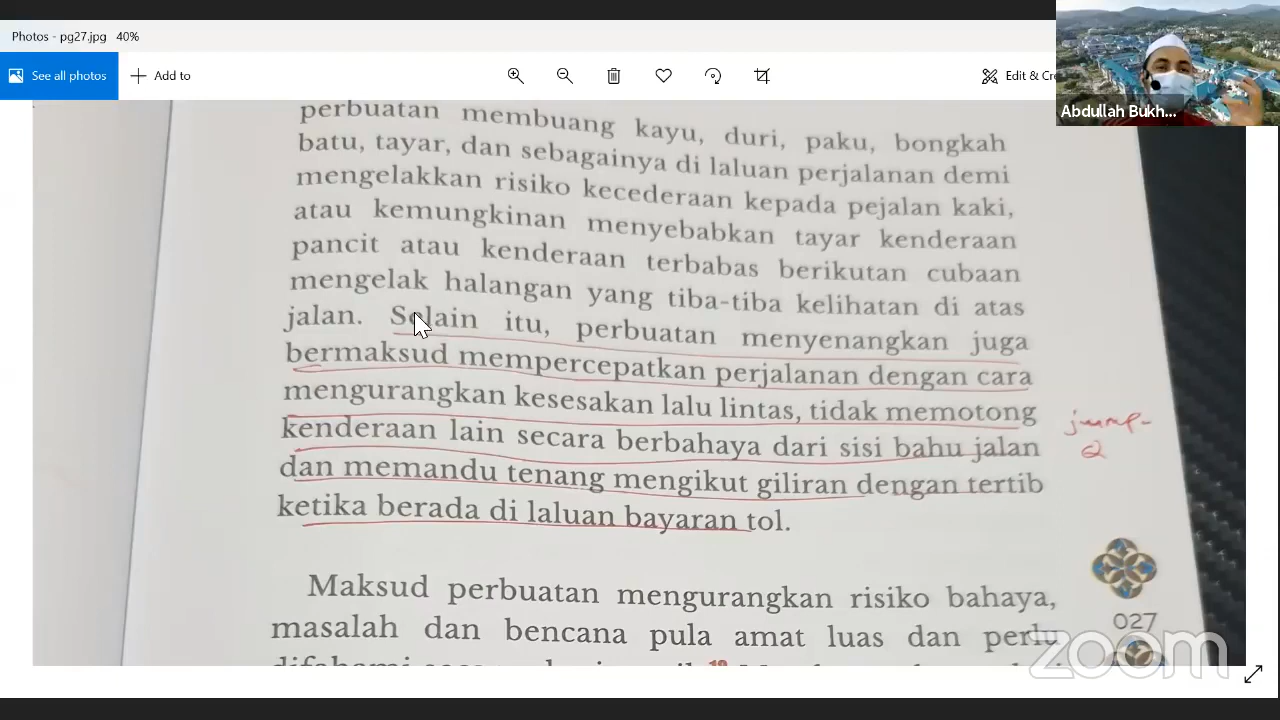 Photos - pg27.jpg 40%
See all photos
Add to
Edit & Cre
Abdullah Bukh...
perbuatan membuang kayu, duri, paku, bongkah
batu, tayar, dan sebagainya di laluan perjalanan demi
mengelakkan risiko kecederaan kepada pejalan kaki,
atau kemungkinan menyebabkan tayar kenderaan
pancit atau kenderaan terbabas berikutan cubaan
mengelak halangan yang tiba-tiba kelihatan di atas
jalan. Selain itu, perbuatan menyenangkan juga
bermaksud mempercepatkan perjalanan dengan cara
mengurangkan kesesakan lalu lintas, tidak memotong
kenderaan lain secara berbahaya dari sisi bahu jalan
dan memandu tenang mengikut giliran dengan tertib
ketika berada di laluan bayaran tol.
Maksud perbuatan mengurangkan risiko bahaya,
masalah dan bencana pula amat luas dan perlu
027
zoom